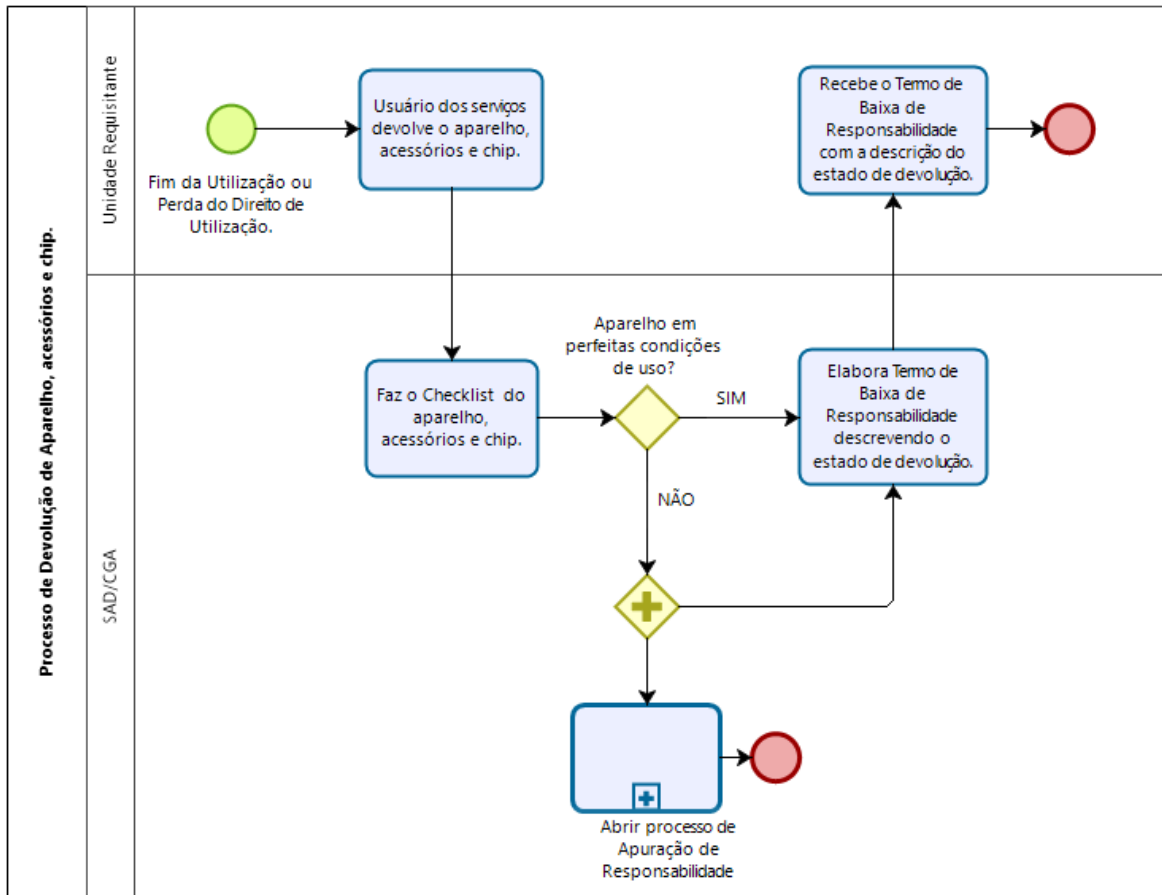 Processo de Devolução de Aparelho, acessórios e chip.
Unidade Requisitante
Fim da Utilização ou
Perda do Direito de
Utilização.
Usuário dos serviços
devolve o aparelho,
acessórios e chip.
Recebe o Termo de
Baixa de
Responsabilidade
com a descrição do
estado de devolução.
SAD/CGA
Faz o Checklist do
aparelho,
acessórios e chip.
Aparelho em
perfeitas condições
de uso?
SIM
NÃO
Elabora Termo de
Baixa de
Responsabilidade
descrevendo o
estado de devolução.
Abrir processo de
Apuração de
Responsabilidade